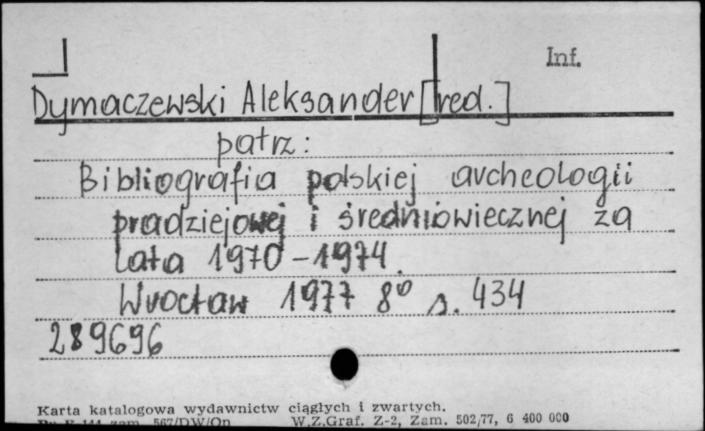 Inf.
Dymaczewski Aleksander [red.]
patrz:
Bibliografia polskiej archeologii
pradziejowej i średniowiecznej za
lata 1970-1974.
Wrocław 1977 8° s. 434
289696
Karta katalogowa wydawnictw ciągłych i zwartych.
W.Z.Graf. Z-2, Zam. 502/77, 6 400 000